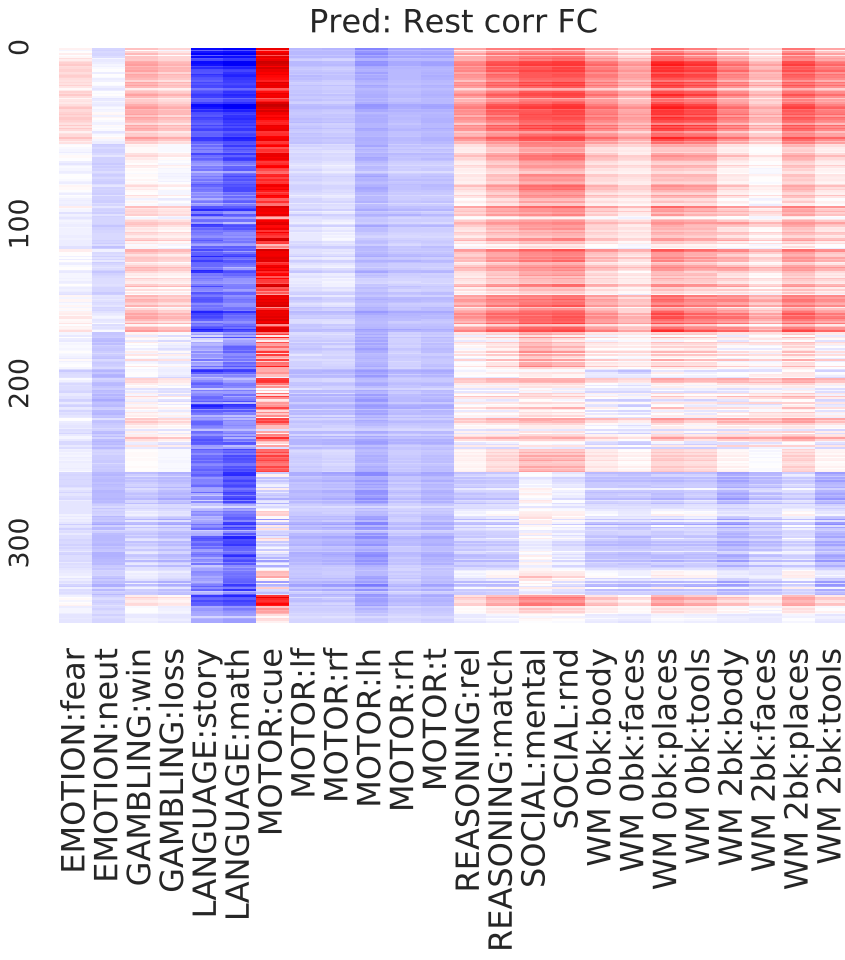 Pred: Rest corr FC
0
100
200
300
EMOTION:fear
EMOTION:neut
GAMBLING:win
GAMBLING:loss
LANGUAGE:story
LANGUAGE:math
MOTOR:cue
MOTOR:lf
MOTOR:rf
MOTOR:lh
MOTOR:rh
MOTOR:t
REASONING:rel
REASONING:match
SOCIAL:mental
SOCIAL:rnd
WM 0bk:body
WM 0bk:faces
WM 0bk:places
WM 0bk:tools
WM 2bk:body
WM 2bk:faces
WM 2bk:places
WM 2bk:tools